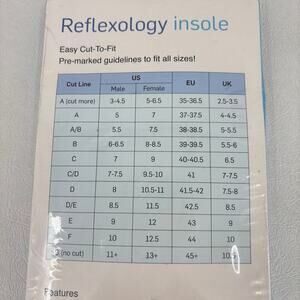 Reflexology insole
Easy Cut-To-Fit
Pre-marked guidelines to fit all sizes!
Cut Line US EU UK
Male Female
A (cut more) 3-4.5 5-6.5 35-36.5 2.5-3.5
A 5 7 37-37.5 4-4.5
A/B 5.5 7.5 38-38.5 5-5.5
B 6-6.5 8-8.5 39-39.5 5.5-6
C 7 9 40-40.5 6.5
C/D 7-7.5 9.5-10 41 7-7.5
D 8 10.5-11 41.5-42 7.5-8
D/E 8.5 11.5 42.5 8.5
E 9 12 43 9
F 10 12.5 44 10
(no cut) 11+ 13+ 45+ 10.5
Features